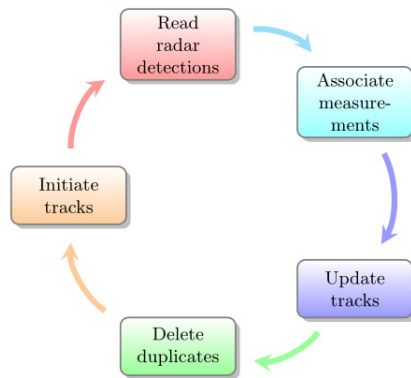 Read
radar
detections
Associate
measure-
ments
Update
tracks
Delete
duplicates
Initiate
tracks